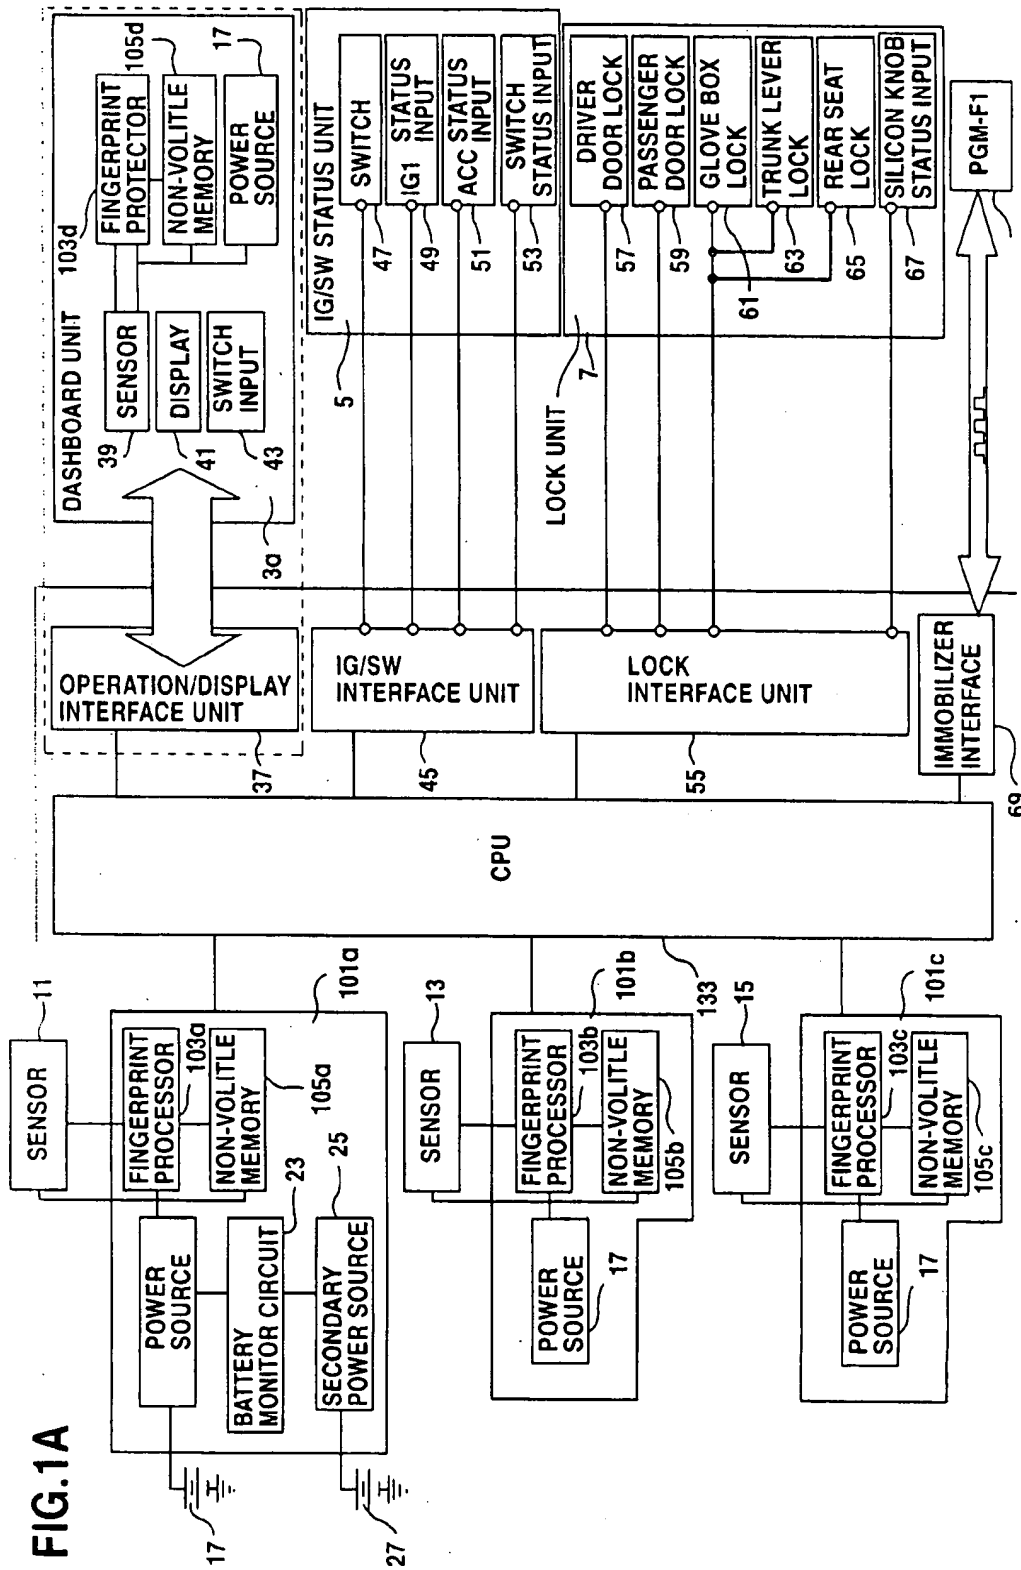 FIG.1A
SENSOR
11
FINGERPRINT
PROCESSOR
103a
NON-VOLITLE
MEMORY
105a
POWER
SOURCE
BATTERY
MONITOR CIRCUIT
23
SECONDARY
POWER SOURCE
25
17
27
101a
SENSOR
13
FINGERPRINT
PROCESSOR
103b
NON-VOLITLE
MEMORY
105b
POWER
SOURCE
17
101b
133
SENSOR
15
FINGERPRINT
PROCESSOR
103c
NON-VOLITLE
MEMORY
105c
POWER
SOURCE
17
101c
CPU
OPERATION/DISPLAY
INTERFACE UNIT
37
IG/SW
INTERFACE UNIT
45
LOCK
INTERFACE UNIT
55
IMMOBILIZER
INTERFACE
69
DASHBOARD UNIT
3a
SENSOR
39
DISPLAY
41
SWITCH
INPUT
43
FINGERPRINT
PROTECTOR
103d
NON-VOLITLE
MEMORY
105d
POWER
SOURCE
17
IG/SW STATUS UNIT
5
SWITCH
47
IG1 STATUS
INPUT
49
ACC STATUS
INPUT
51
SWITCH
STATUS INPUT
53
LOCK UNIT
7
DRIVER
DOOR LOCK
57
PASSENGER
DOOR LOCK
59
GLOVE BOX
LOCK
61
TRUNK LEVER
LOCK
63
REAR SEAT
LOCK
65
SILICON KNOB
STATUS INPUT
67
PGM-F1